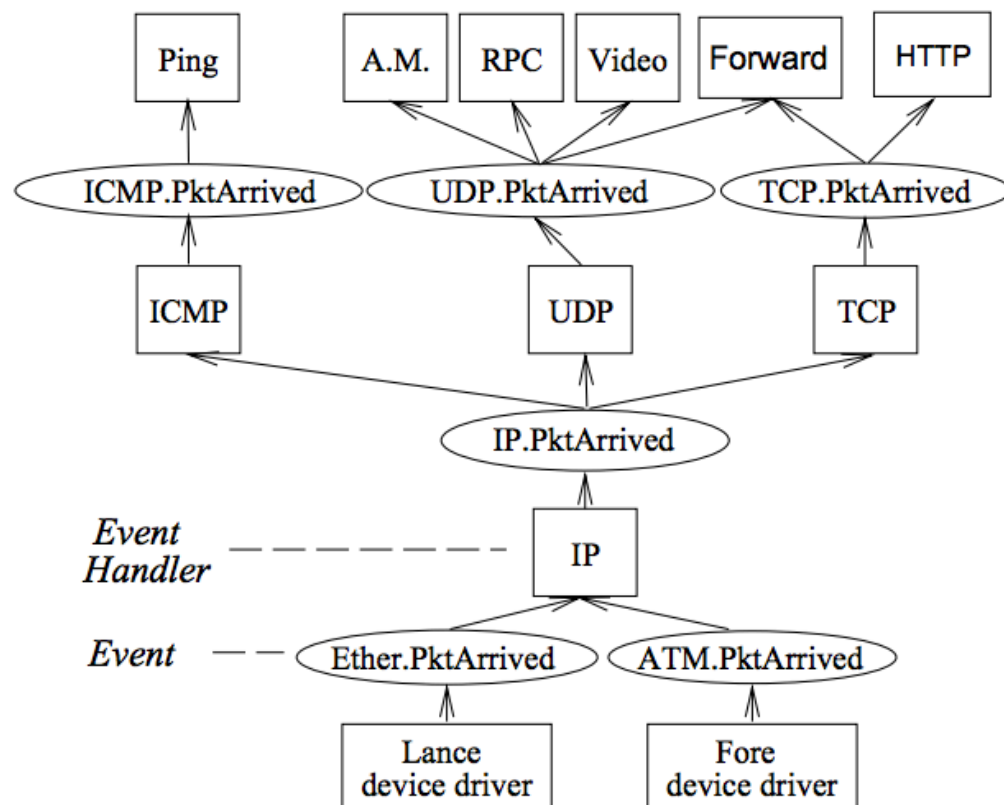 Ping
A.M.
RPC
Video
Forward
HTTP
ICMP.PktArrived
UDP.PktArrived
TCP.PktArrived
ICMP
UDP
TCP
IP.PktArrived
Event
Handler
IP
Event
Ether.PktArrived
ATM.PktArrived
Lance
device driver
Fore
device driver